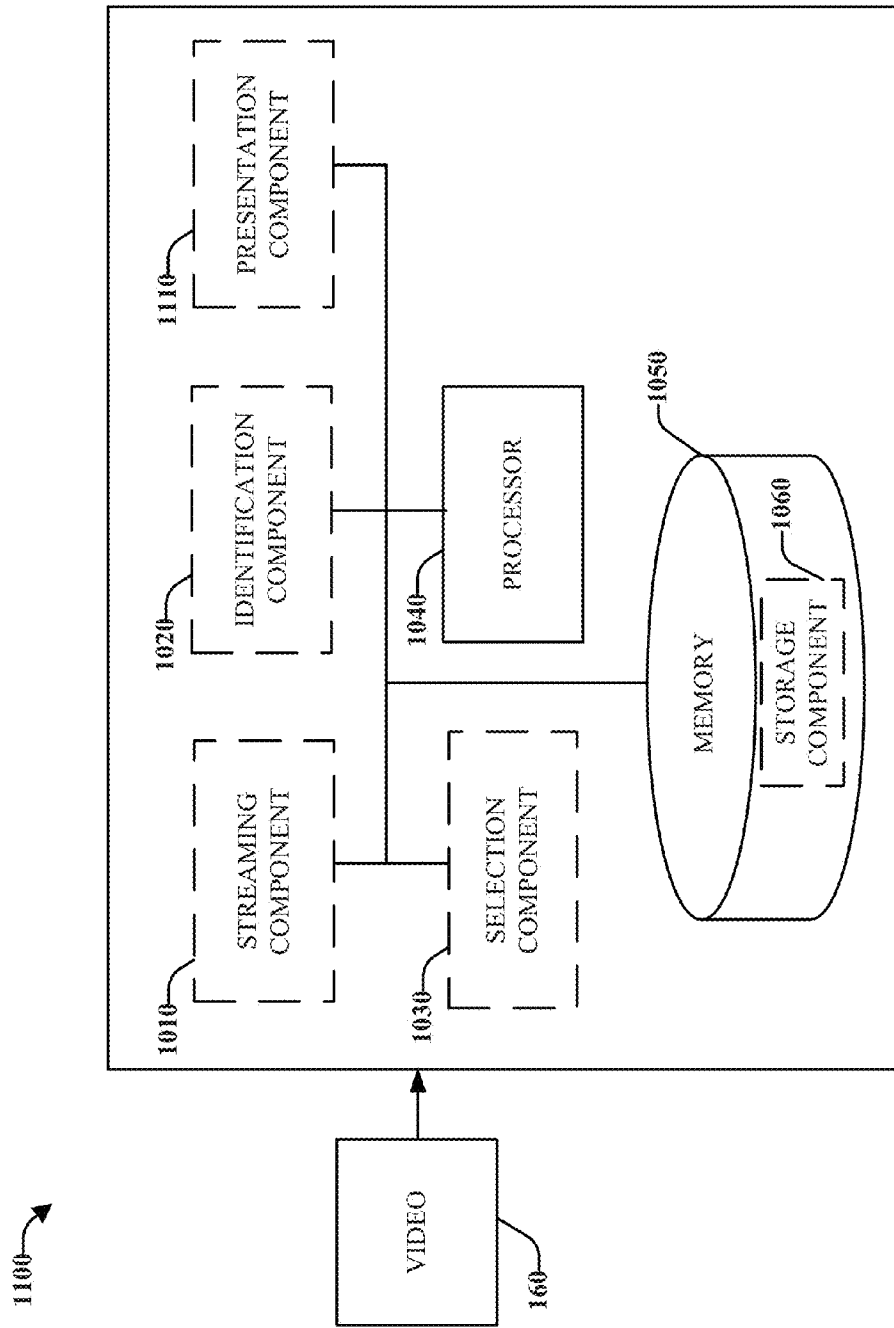 1100
VIDEO
160
1010
STREAMING
COMPONENT
1020
IDENTIFICATION
COMPONENT
1110
PRESENTATION
COMPONENT
1030
SELECTION
COMPONENT
1040
PROCESSOR
1050
MEMORY
1060
STORAGE
COMPONENT